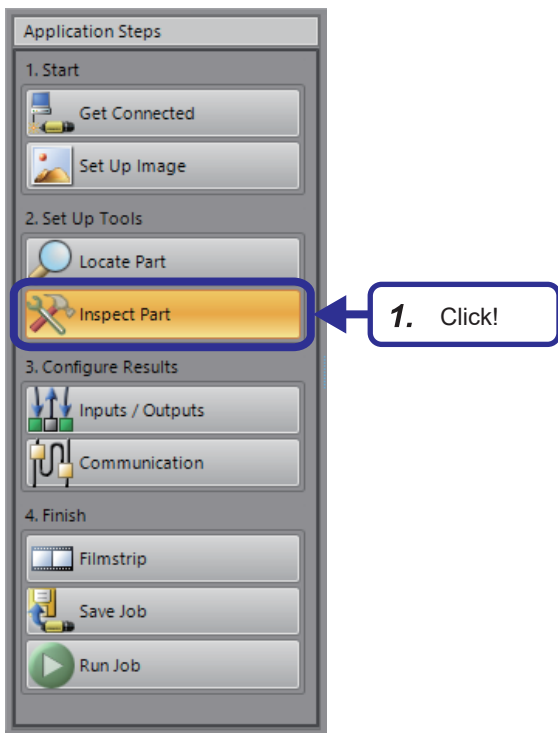 Application Steps
1. Start
Get Connected
Set Up Image
2. Set Up Tools
Locate Part
Inspect Part
1. Click!
3. Configure Results
Inputs / Outputs
Communication
4. Finish
Filmstrip
Save Job
Run Job